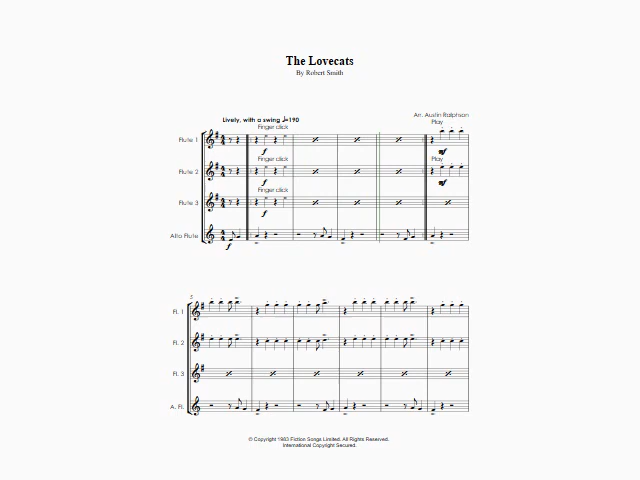 The Lovecats
By Robert Smith
Arr. Austin Ralphson
Lively, with a swing ♩=190
Finger click
Play
Flute 1
f
mf
Finger click
Play
Flute 2
f
mf
Finger click
Flute 3
f
Alto Flute
f
5
Fl. 1
Fl. 2
Fl. 3
A. Fl.
© Copyright 1983 Fiction Songs Limited. All Rights Reserved.
International Copyright Secured.